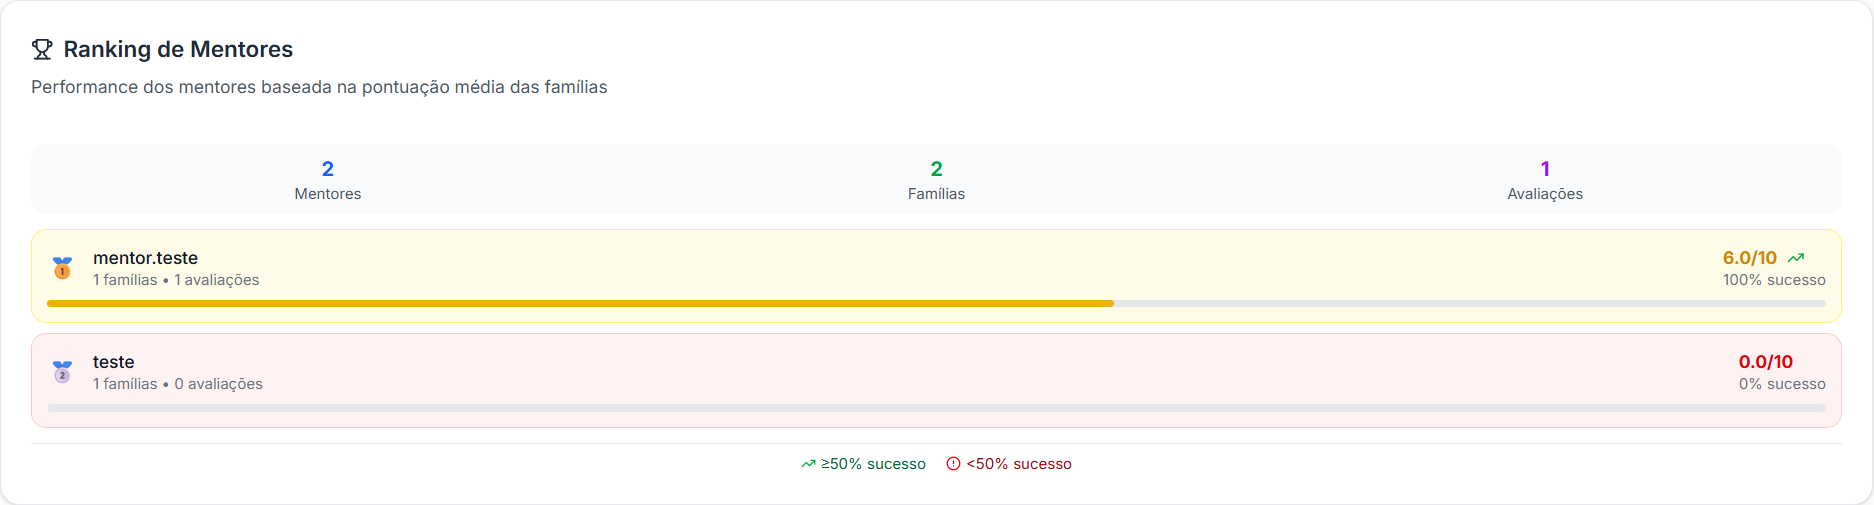 Ranking de Mentores
Performance dos mentores baseada na pontuação média das famílias
2
Mentores
2
Famílias
1
Avaliações
1
mentor.teste
1 famílias • 1 avaliações
6.0/10
100% sucesso
2
teste
1 famílias • 0 avaliações
0.0/10
0% sucesso
≥50% sucesso
<50% sucesso